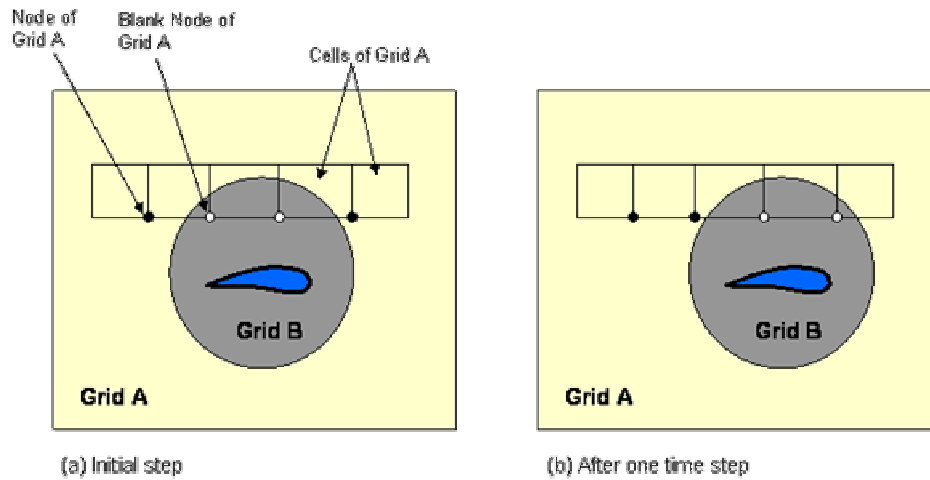 Node of
Grid A
Blank Node of
Grid A
Cells of Grid A
Grid B
Grid A
(a) Initial step
Grid B
Grid A
(b) After one time step